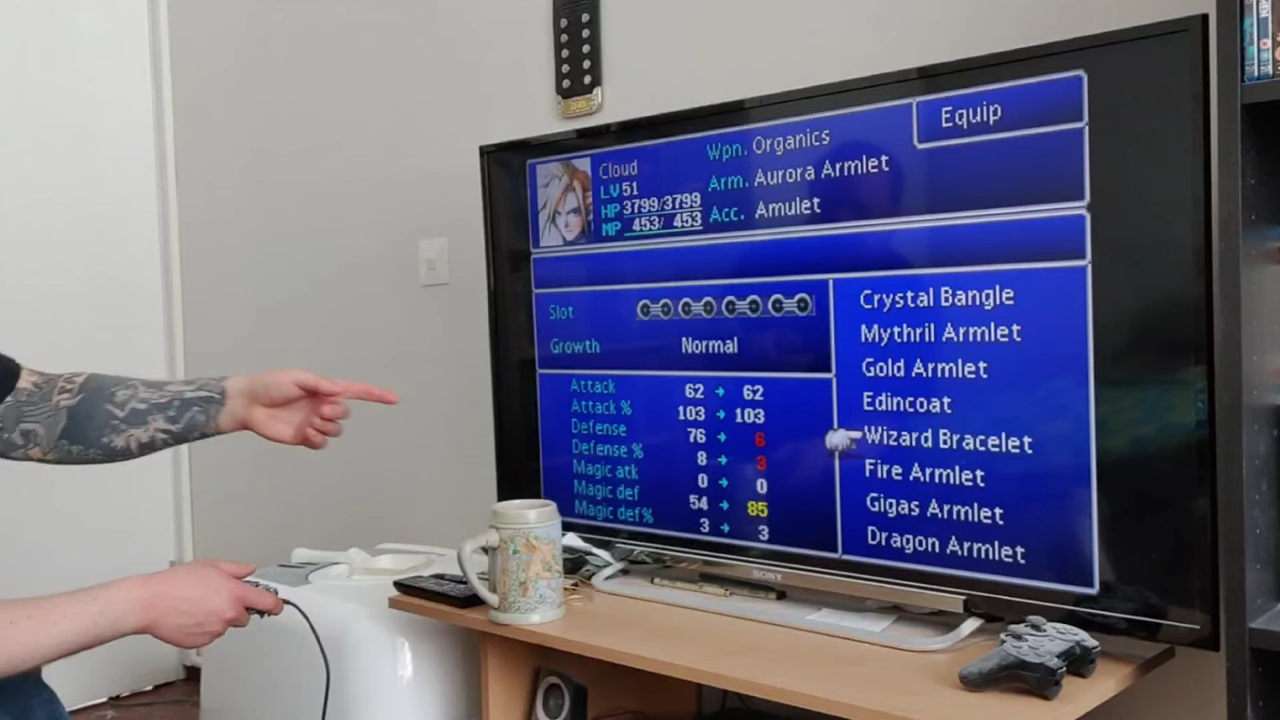 Equip
Cloud
LV 51
HP 3799/3799
MP 453/ 453
Wpn. Organics
Arm. Aurora Armlet
Acc. Amulet
Slot
Growth Normal
Attack 62 → 62
Attack % 103 → 103
Defense 76 → 6
Defense % 8 → 3
Magic atk 0 → 0
Magic def 54 → 85
Magic def% 3 → 3
Crystal Bangle
Mythril Armlet
Gold Armlet
Edincoat
Wizard Bracelet
Fire Armlet
Gigas Armlet
Dragon Armlet
SONY